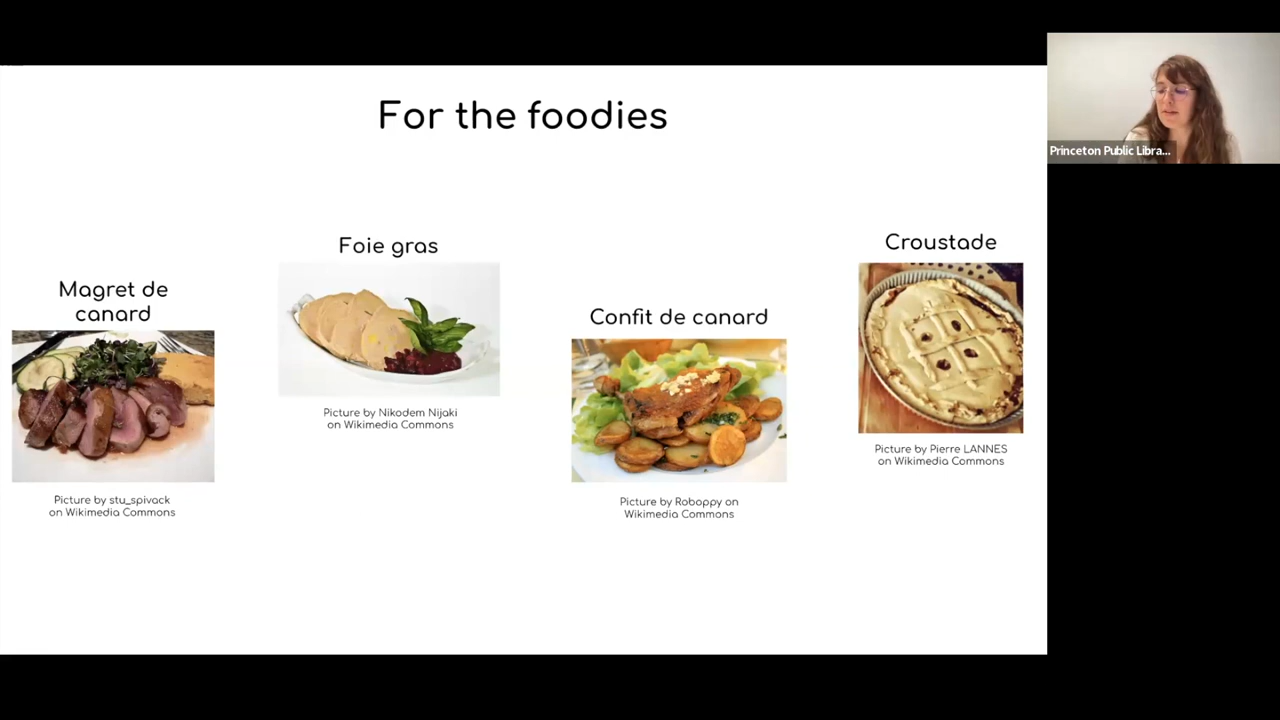 For the foodies
Magret de
canard
Picture by stu_spivack
on Wikimedia Commons
Foie gras
Picture by Nikodem Nijaki
on Wikimedia Commons
Confit de canard
Picture by Roboppy on
Wikimedia Commons
Croustade
Picture by Pierre LANNES
on Wikimedia Commons
Princeton Public Libra...